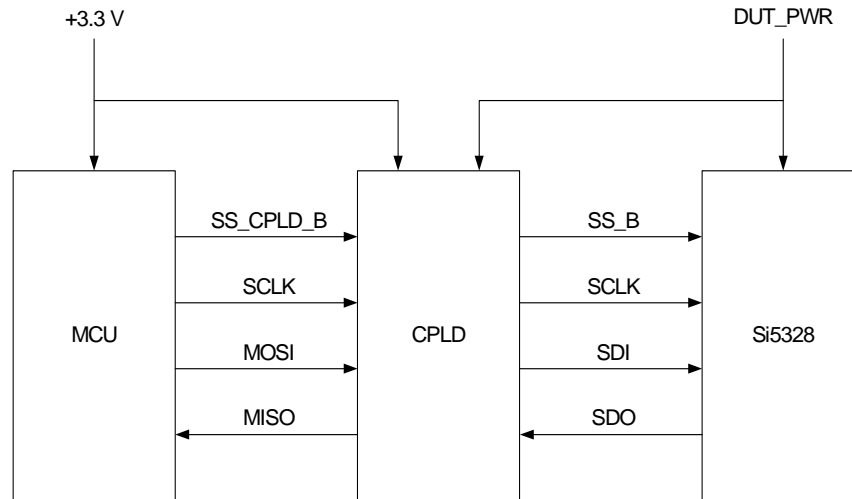 +3.3 V
DUT_PWR
SS_CPLD_B
SS_B
SCLK
SCLK
MCU
CPLD
Si5328
MOSI
SDI
MISO
SDO